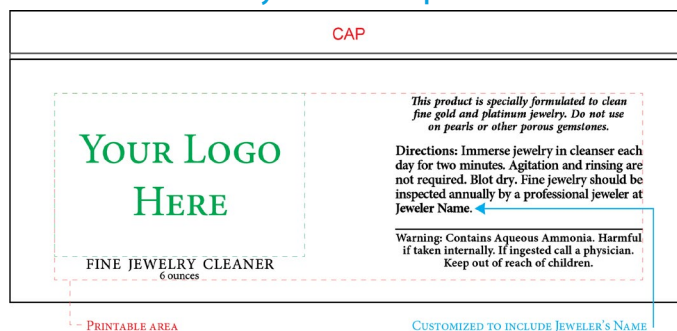 CAP
This product is specially formulated to clean
fine gold and platinum jewelry. Do not use
on pearls or other porous gemstones.
YOUR LOGO
HERE
Directions: Immerse jewelry in cleanser each
day for two minutes. Agitation and rinsing are
not required. Blot dry. Fine jewelry should be
inspected annually by a professional jeweler at
Jeweler Name.
Warning: Contains Aqueous Ammonia. Harmful
if taken internally. If ingested call a physician.
Keep out of reach of children.
FINE JEWELRY CLEANER
6 ounces
PRINTABLE AREA
CUSTOMIZED TO INCLUDE JEWELER'S NAME